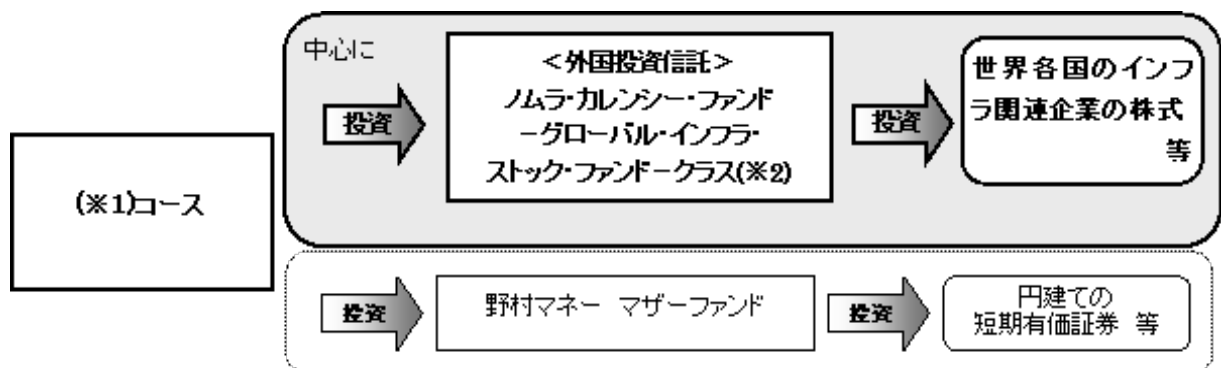 中心に
(※1)コース
投資
＜外国投資信託＞
ノムラ・カレンシー・ファンド
－グローバル・インフラ・
ストック・ファンド－クラス(※2)
投資
世界各国のインフ
ラ関連企業の株式
等
投資
野村マネー マザーファンド
投資
円建ての
短期有価証券 等